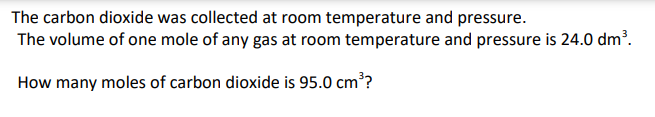 The carbon dioxide was collected at room temperature and pressure.
The volume of one mole of any gas at room temperature and pressure is 24.0 dm³.
How many moles of carbon dioxide is 95.0 cm³?